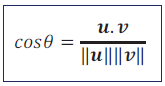 cosθ = u.v / ‖u‖‖v‖